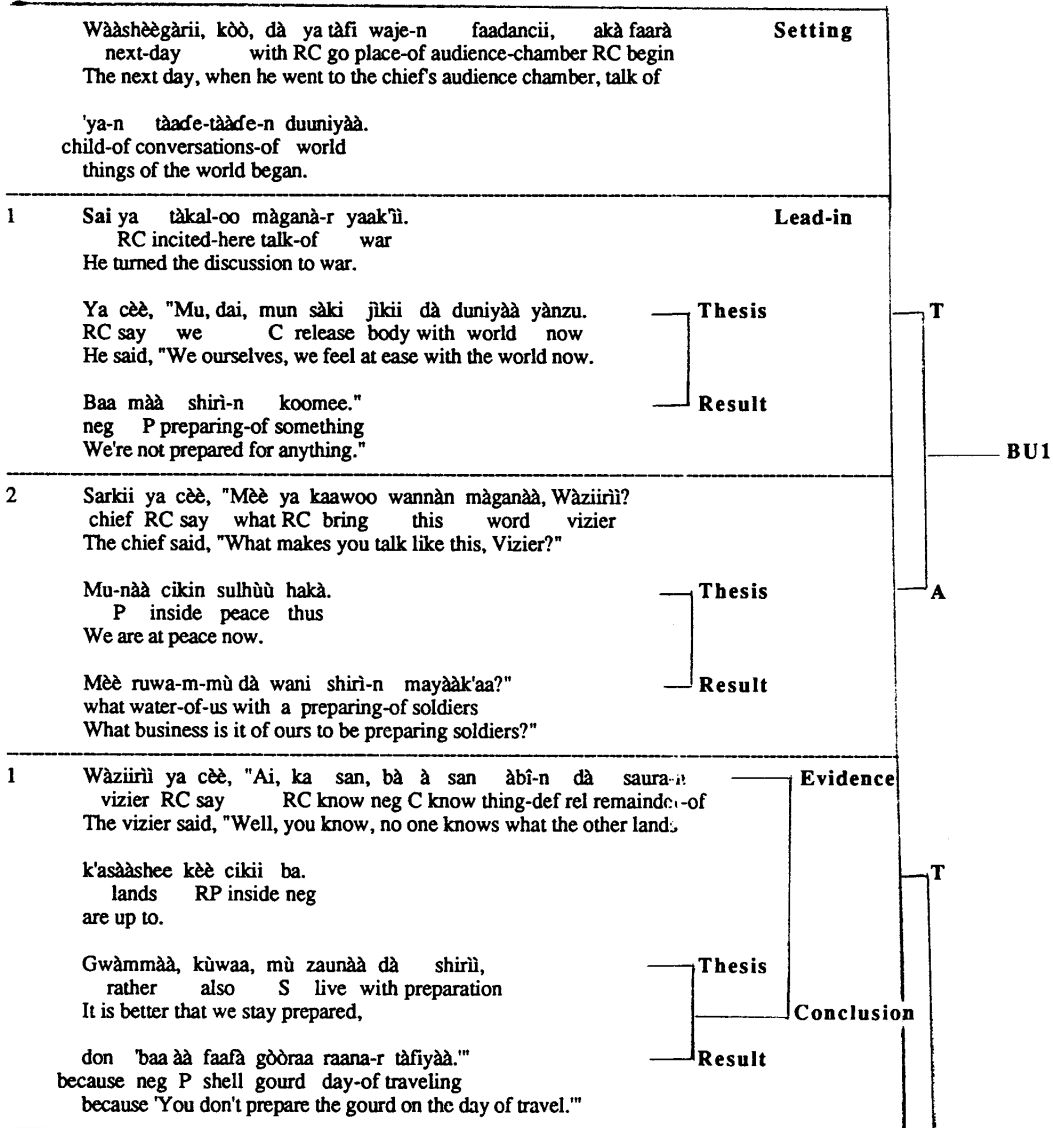 Wààshèègàrii, kòò, dà ya tàfi waje-n faadancii, akà faarà Setting
next-day with RC go place-of audience-chamber RC begin
The next day, when he went to the chief's audience chamber, talk of
'ya-n tàaɗe-tààɗe-n duuniyàà.
child-of conversations-of world
things of the world began.
1 Sai ya tàkal-oo màganà-r yaak'ìì. Lead-in
RC incited-here talk-of war
He turned the discussion to war.
Ya cèè, "Mu, dai, mun sàki jìkii dà duniyàà yànzu. Thesis T
RC say we C release body with world now
He said, "We ourselves, we feel at ease with the world now.
Baa màà shirì-n koomee." Result
neg P preparing-of something
We're not prepared for anything."
BU1
2 Sarkii ya cèè, "Mèè ya kaawoo wannàn màganàà, Wàziirìì?
chief RC say what RC bring this word vizier
The chief said, "What makes you talk like this, Vizier?"
Mu-nàà cikin sulhùù hakà. Thesis A
P inside peace thus
We are at peace now.
Mèè ruwa-m-mù dà wani shirì-n mayààk'aa?" Result
what water-of-us with a preparing-of soldiers
What business is it of ours to be preparing soldiers?"
1 Wàziirìì ya cèè, "Ai, ka san, bà à san àbî-n dà saura-n Evidence
vizier RC say RC know neg C know thing-def rel remainder-of
The vizier said, "Well, you know, no one knows what the other lands
k'asààshee kèè cikii ba. T
lands RP inside neg
are up to.
Gwàmmàà, kùwaa, mù zaunàà dà shirìì, Thesis
rather also S live with preparation
It is better that we stay prepared, Conclusion
don 'baa àà faafà gòòraa raana-r tàfiyàà.'" Result
because neg P shell gourd day-of traveling
because 'You don't prepare the gourd on the day of travel.'"